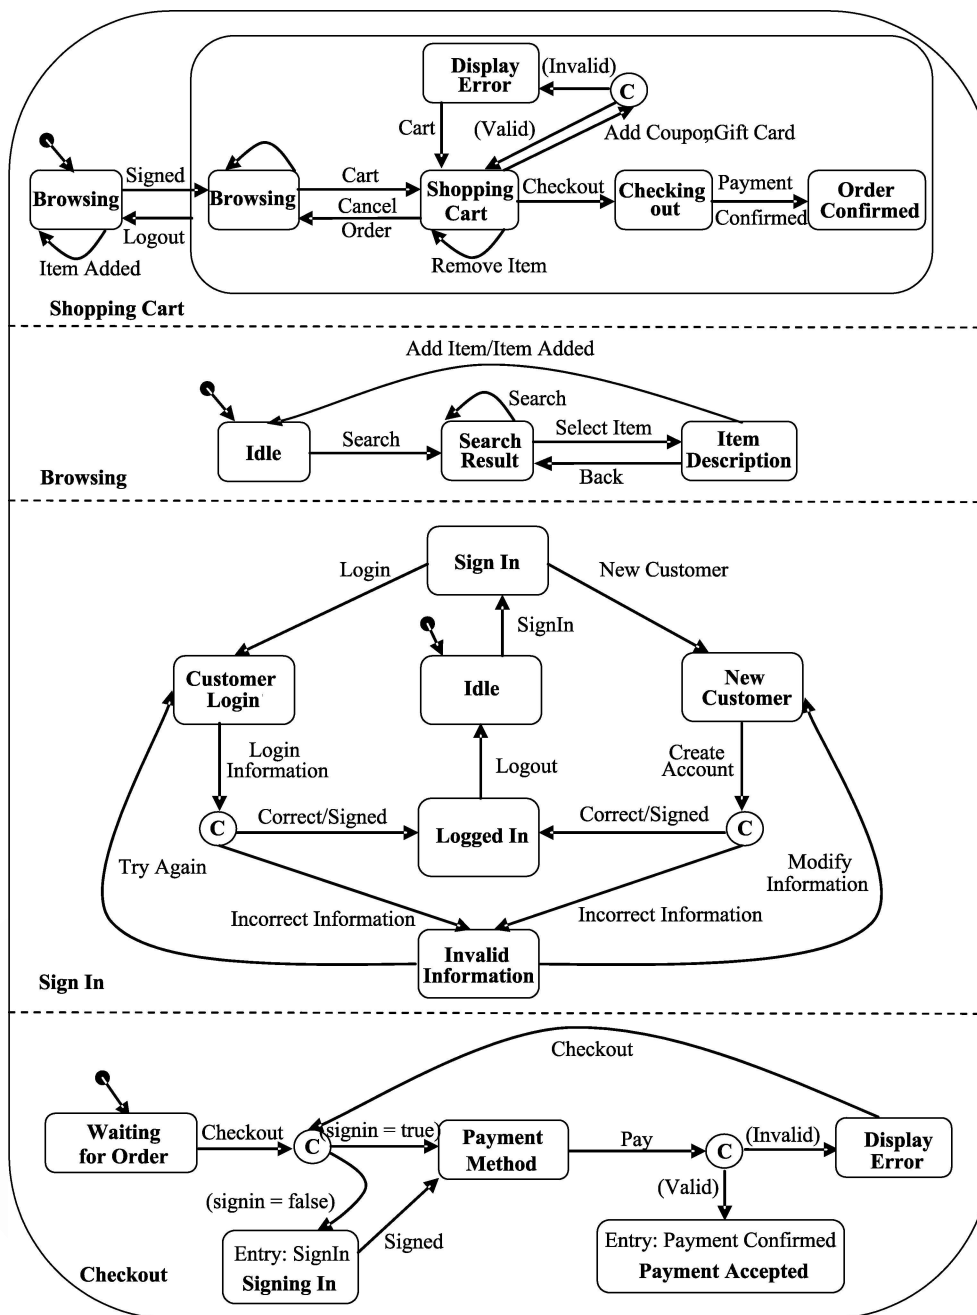 Display
Error
(Invalid)
C
Cart
(Valid)
Add Coupon,Gift Card
Browsing
Signed
Browsing
Cart
Shopping
Cart
Checkout
Checking
out
Payment
Confirmed
Order
Confirmed
Cancel
Order
Logout
Item Added
Remove Item
Shopping Cart
Add Item/Item Added
Search
Idle
Search
Search
Result
Select Item
Item
Description
Back
Browsing
Sign In
Login
New Customer
SignIn
Customer
Login
Idle
New
Customer
Login
Information
Logout
Create
Account
C
Correct/Signed
Logged In
Correct/Signed
C
Try Again
Modify
Information
Incorrect Information
Incorrect Information
Invalid
Information
Sign In
Checkout
Waiting
for Order
Checkout
C
(signin = true)
Payment
Method
Pay
C
(Invalid)
Display
Error
(signin = false)
(Valid)
Entry: SignIn
Signing In
Signed
Entry: Payment Confirmed
Payment Accepted
Checkout